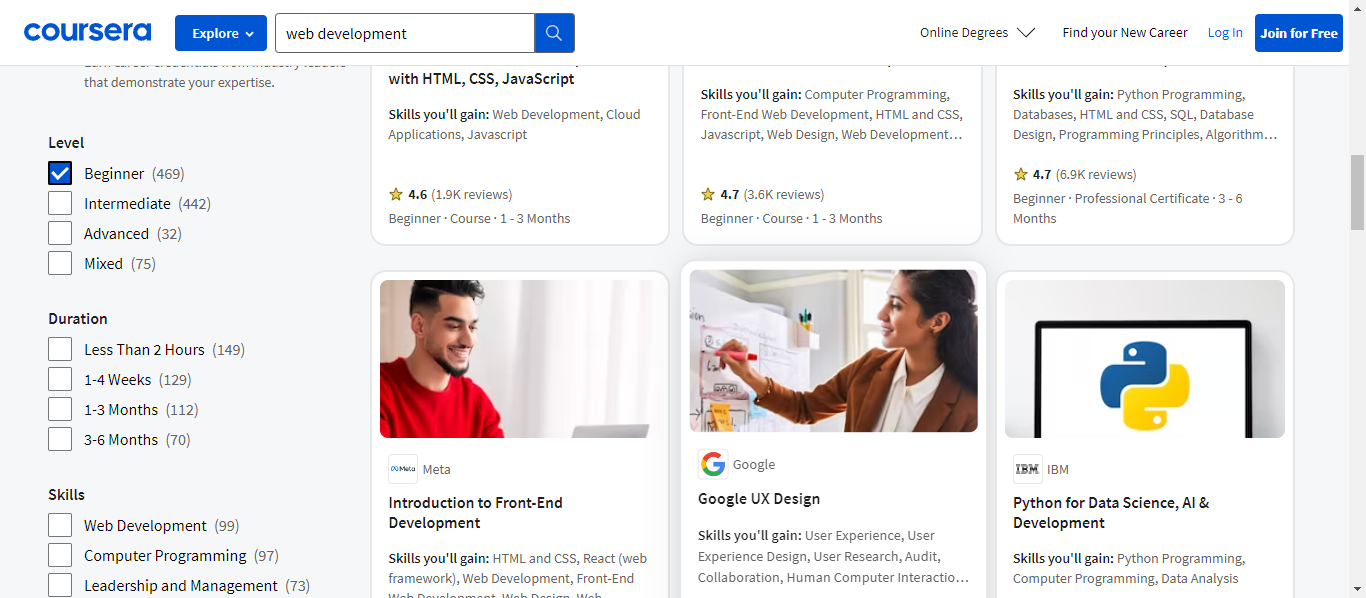 coursera
Explore
web development
Online Degrees
Find your New Career
Log In
Join for Free
that demonstrate your expertise.
Level
Beginner (469)
Intermediate (442)
Advanced (32)
Mixed (75)
Duration
Less Than 2 Hours (149)
1-4 Weeks (129)
1-3 Months (112)
3-6 Months (70)
Skills
Web Development (99)
Computer Programming (97)
Leadership and Management (73)
with HTML, CSS, JavaScript
Skills you'll gain: Web Development, Cloud
Applications, Javascript
4.6 (1.9K reviews)
Beginner · Course · 1 - 3 Months
Skills you'll gain: Computer Programming,
Front-End Web Development, HTML and CSS,
Javascript, Web Design, Web Development…
4.7 (3.6K reviews)
Beginner · Course · 1 - 3 Months
Skills you'll gain: Python Programming,
Databases, HTML and CSS, SQL, Database
Design, Programming Principles, Algorithm…
4.7 (6.9K reviews)
Beginner · Professional Certificate · 3 - 6
Months
Meta
Meta
Introduction to Front-End
Development
Skills you'll gain: HTML and CSS, React (web
framework), Web Development, Front-End
Web Development, Web Design, Web
Google
Google UX Design
Skills you'll gain: User Experience, User
Experience Design, User Research, Audit,
Collaboration, Human Computer Interactio…
IBM
IBM
Python for Data Science, AI &
Development
Skills you'll gain: Python Programming,
Computer Programming, Data Analysis